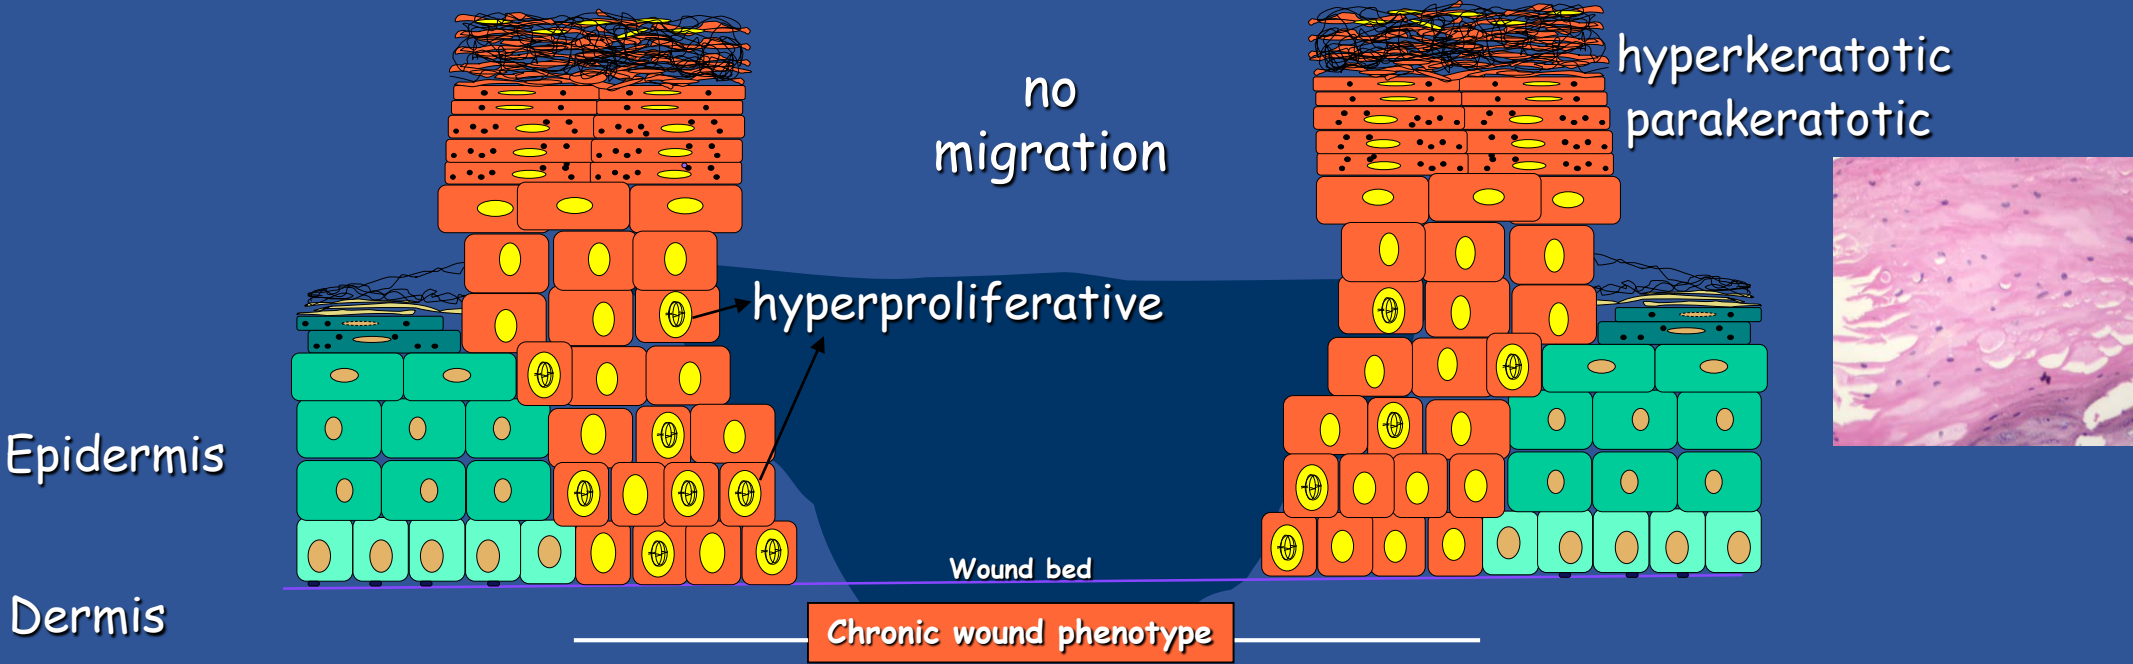 no
migration
hyperkeratotic
parakeratotic
hyperproliferative
Epidermis
Wound bed
Dermis
Chronic wound phenotype